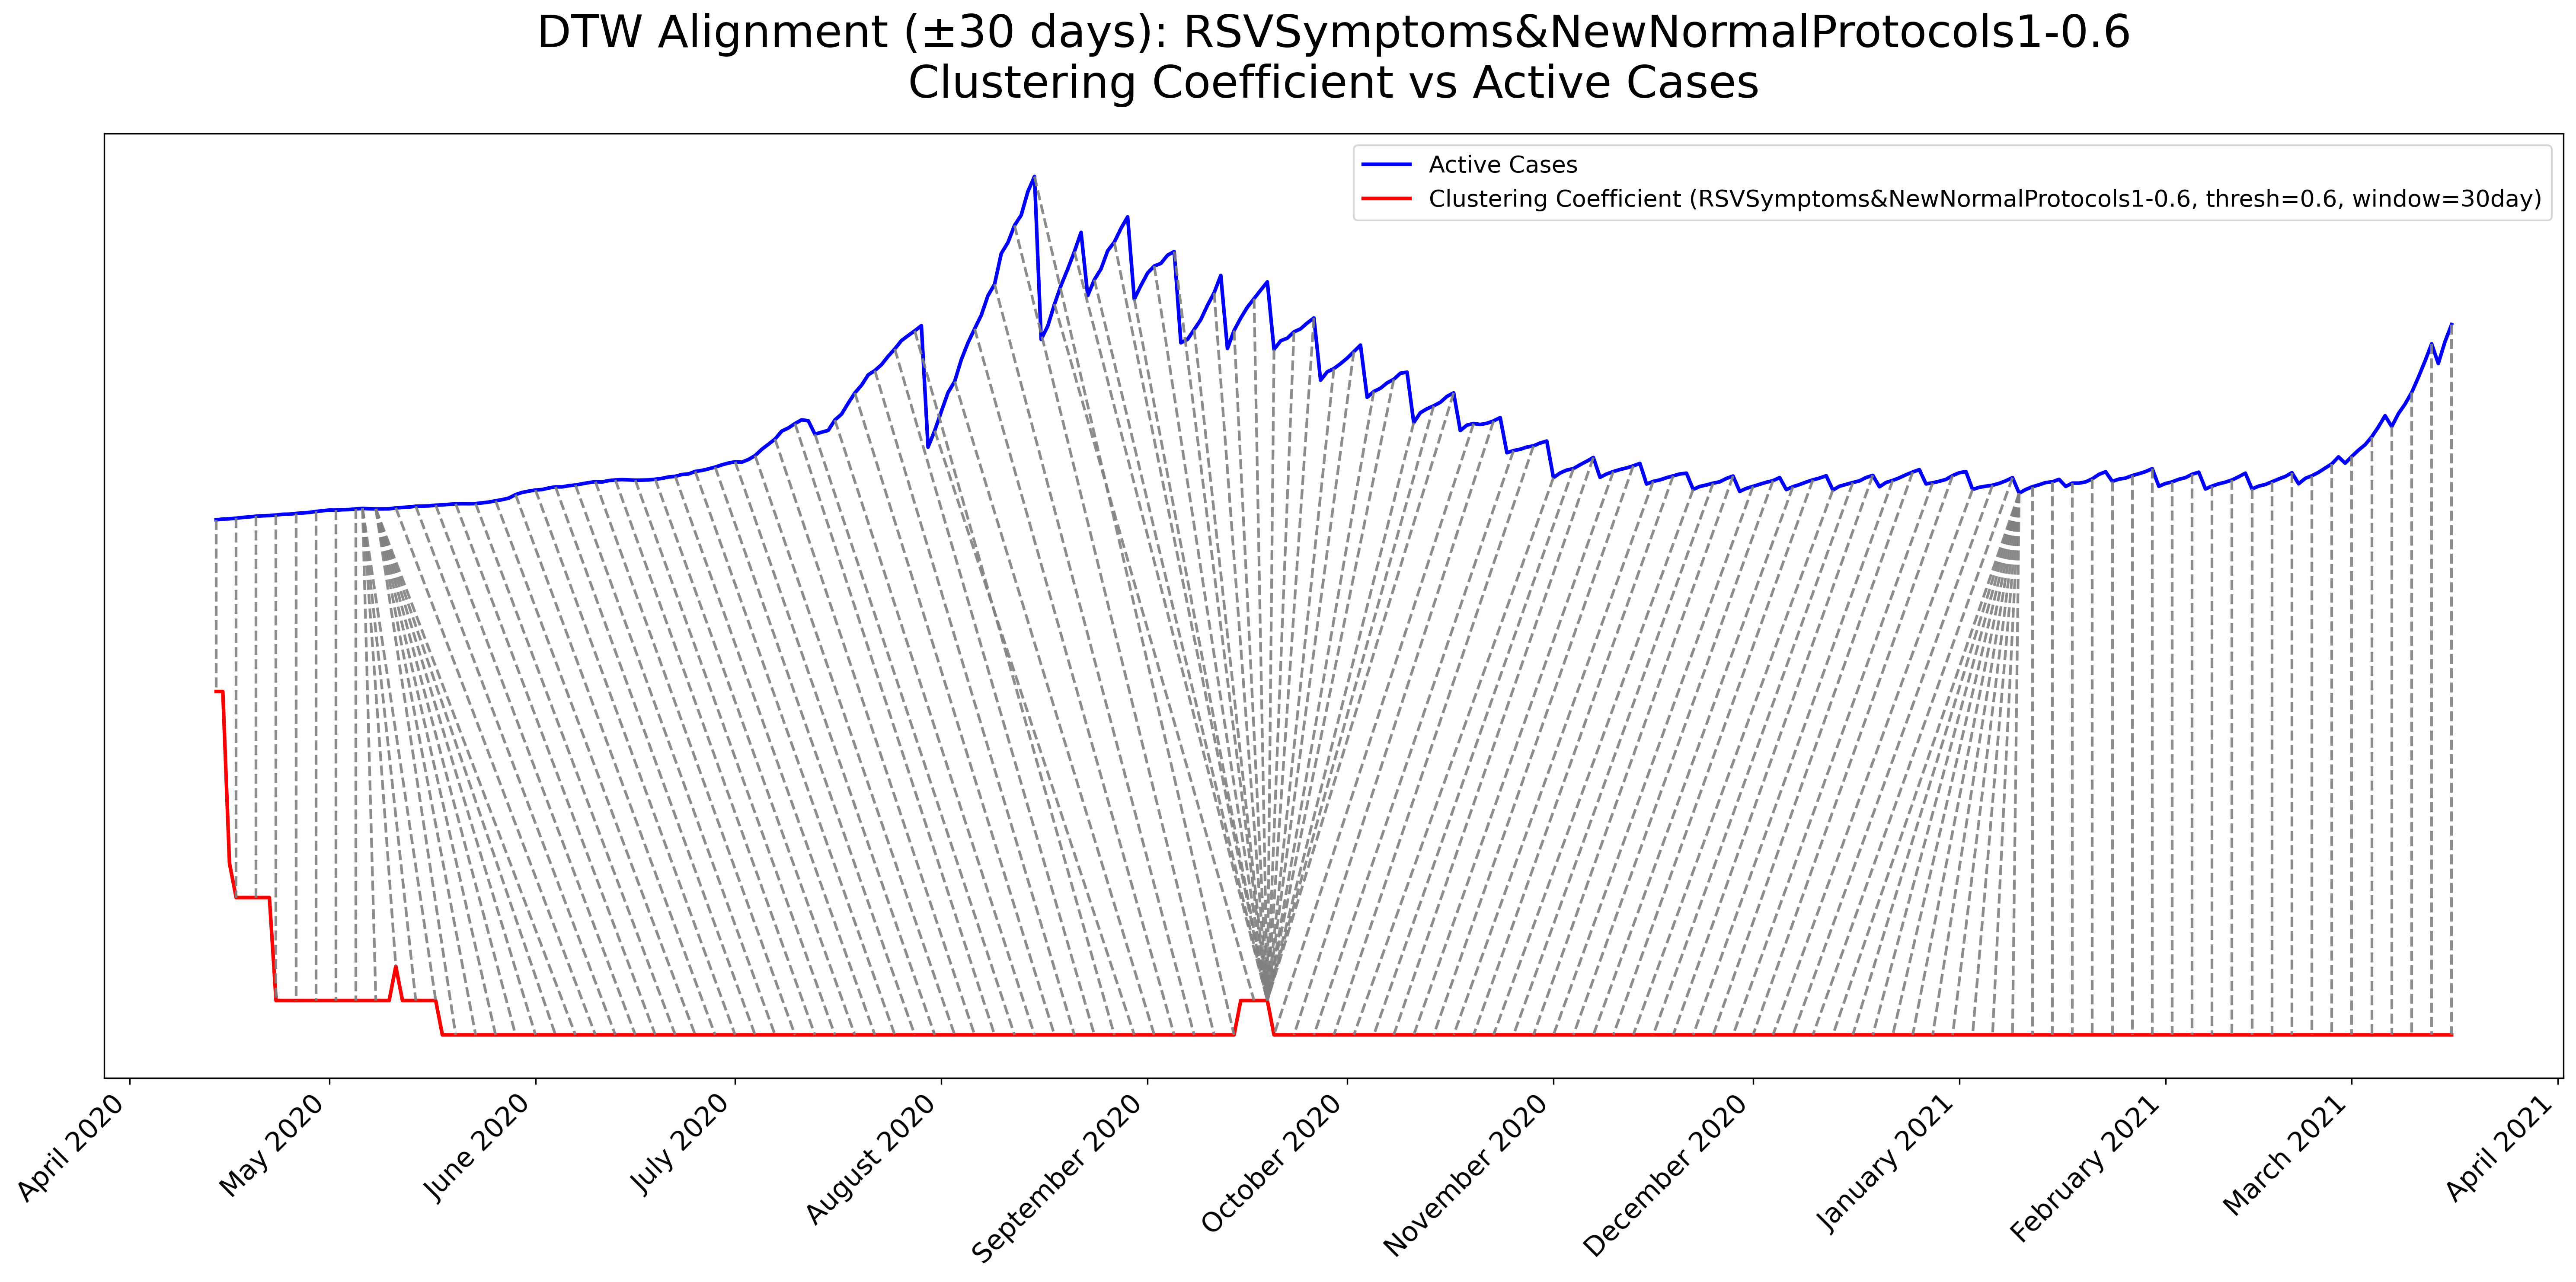 DTW Alignment (±30 days): RSVSymptoms&NewNormalProtocols1-0.6
Clustering Coefficient vs Active Cases
Active Cases
Clustering Coefficient (RSVSymptoms&NewNormalProtocols1-0.6, thresh=0.6, window=30day)
April 2020
May 2020
June 2020
July 2020
August 2020
September 2020
October 2020
November 2020
December 2020
January 2021
February 2021
March 2021
April 2021